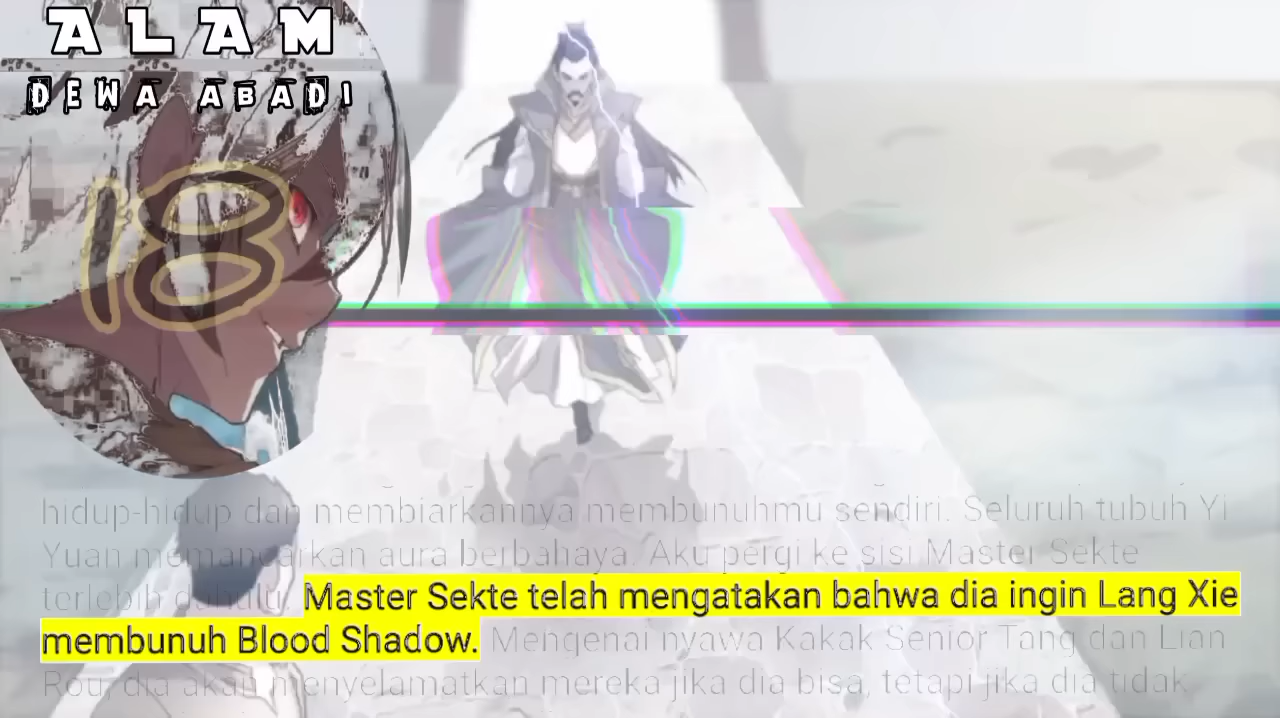 ALAM
DEWA ABADI
18
hidup-hidup dan membiarkannya membunuhmu sendiri. Seluruh tubuh Yi
Yuan memancarkan aura berbahaya. Aku pergi ke sisi Master Sekte
terlebih dahulu. Master Sekte telah mengatakan bahwa dia ingin Lang Xie
membunuh Blood Shadow. Mengenai nyawa Kakak Senior Tang dan Lian
Rou, dia akan menyelamatkan mereka jika dia bisa, tetapi jika dia tidak